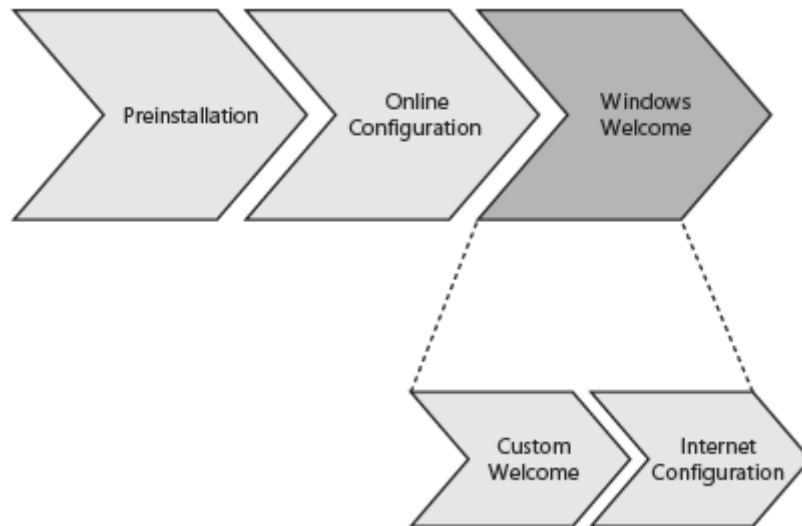 Preinstallation
Online
Configuration
Windows
Welcome
Custom
Welcome
Internet
Configuration